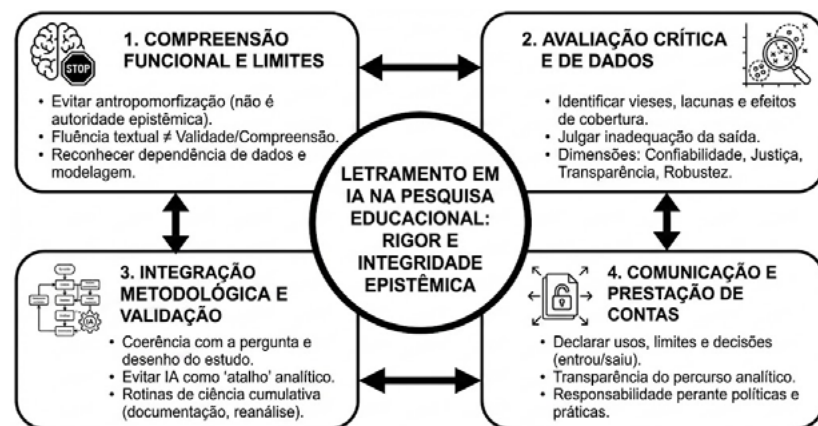 1. COMPREENSÃO
FUNCIONAL E LIMITES
STOP
• Evitar antropomorfização (não é
autoridade epistêmica).
• Fluência textual ≠ Validade/Compreensão.
• Reconhecer dependência de dados e
modelagem.
2. AVALIAÇÃO CRÍTICA
E DE DADOS
• Identificar vieses, lacunas e efeitos
de cobertura.
• Julgar inadequação da saída.
• Dimensões: Confiabilidade, Justiça,
Transparência, Robustez.
LETRAMENTO EM
IA NA PESQUISA
EDUCACIONAL:
RIGOR E
INTEGRIDADE
EPISTÊMICA
3. INTEGRAÇÃO
METODOLÓGICA E
VALIDAÇÃO
IA
• Coerência com a pergunta e
desenho do estudo.
• Evitar IA como ‘atalho’ analítico.
• Rotinas de ciência cumulativa
(documentação, reanálise).
4. COMUNICAÇÃO E
PRESTAÇÃO DE
CONTAS
• Declarar usos, limites e decisões
(entrou/saiu).
• Transparência do percurso analítico.
• Responsabilidade perante políticas e
práticas.